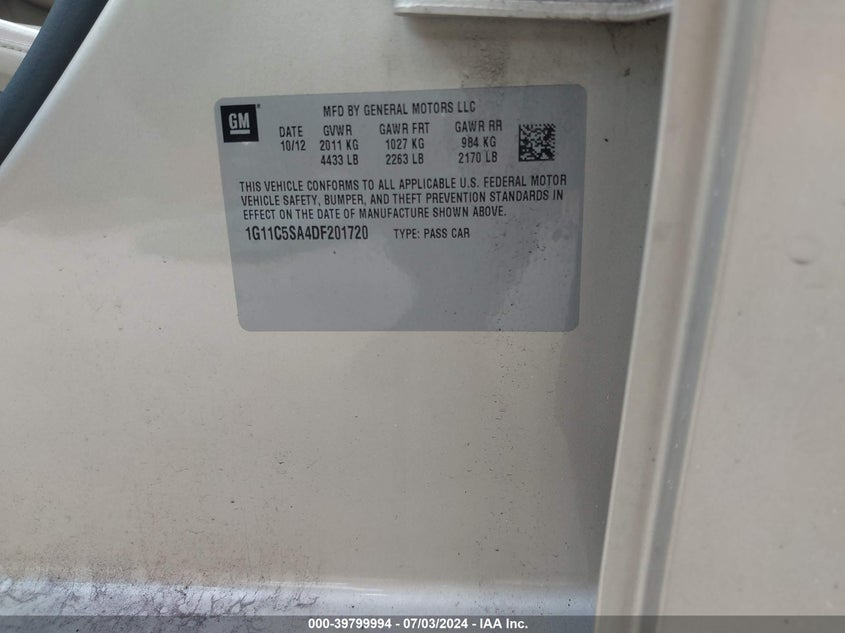 GM
MFD BY GENERAL MOTORS LLC
DATE GVWR GAWR FRT GAWR RR
10/12 2011 KG 1027 KG 984 KG
4433 LB 2263 LB 2170 LB
THIS VEHICLE CONFORMS TO ALL APPLICABLE U.S. FEDERAL MOTOR
VEHICLE SAFETY, BUMPER, AND THEFT PREVENTION STANDARDS IN
EFFECT ON THE DATE OF MANUFACTURE SHOWN ABOVE.
1G11C5SA4DF201720 TYPE: PASS CAR
000-39799994 - 07/03/2024 - IAA Inc.